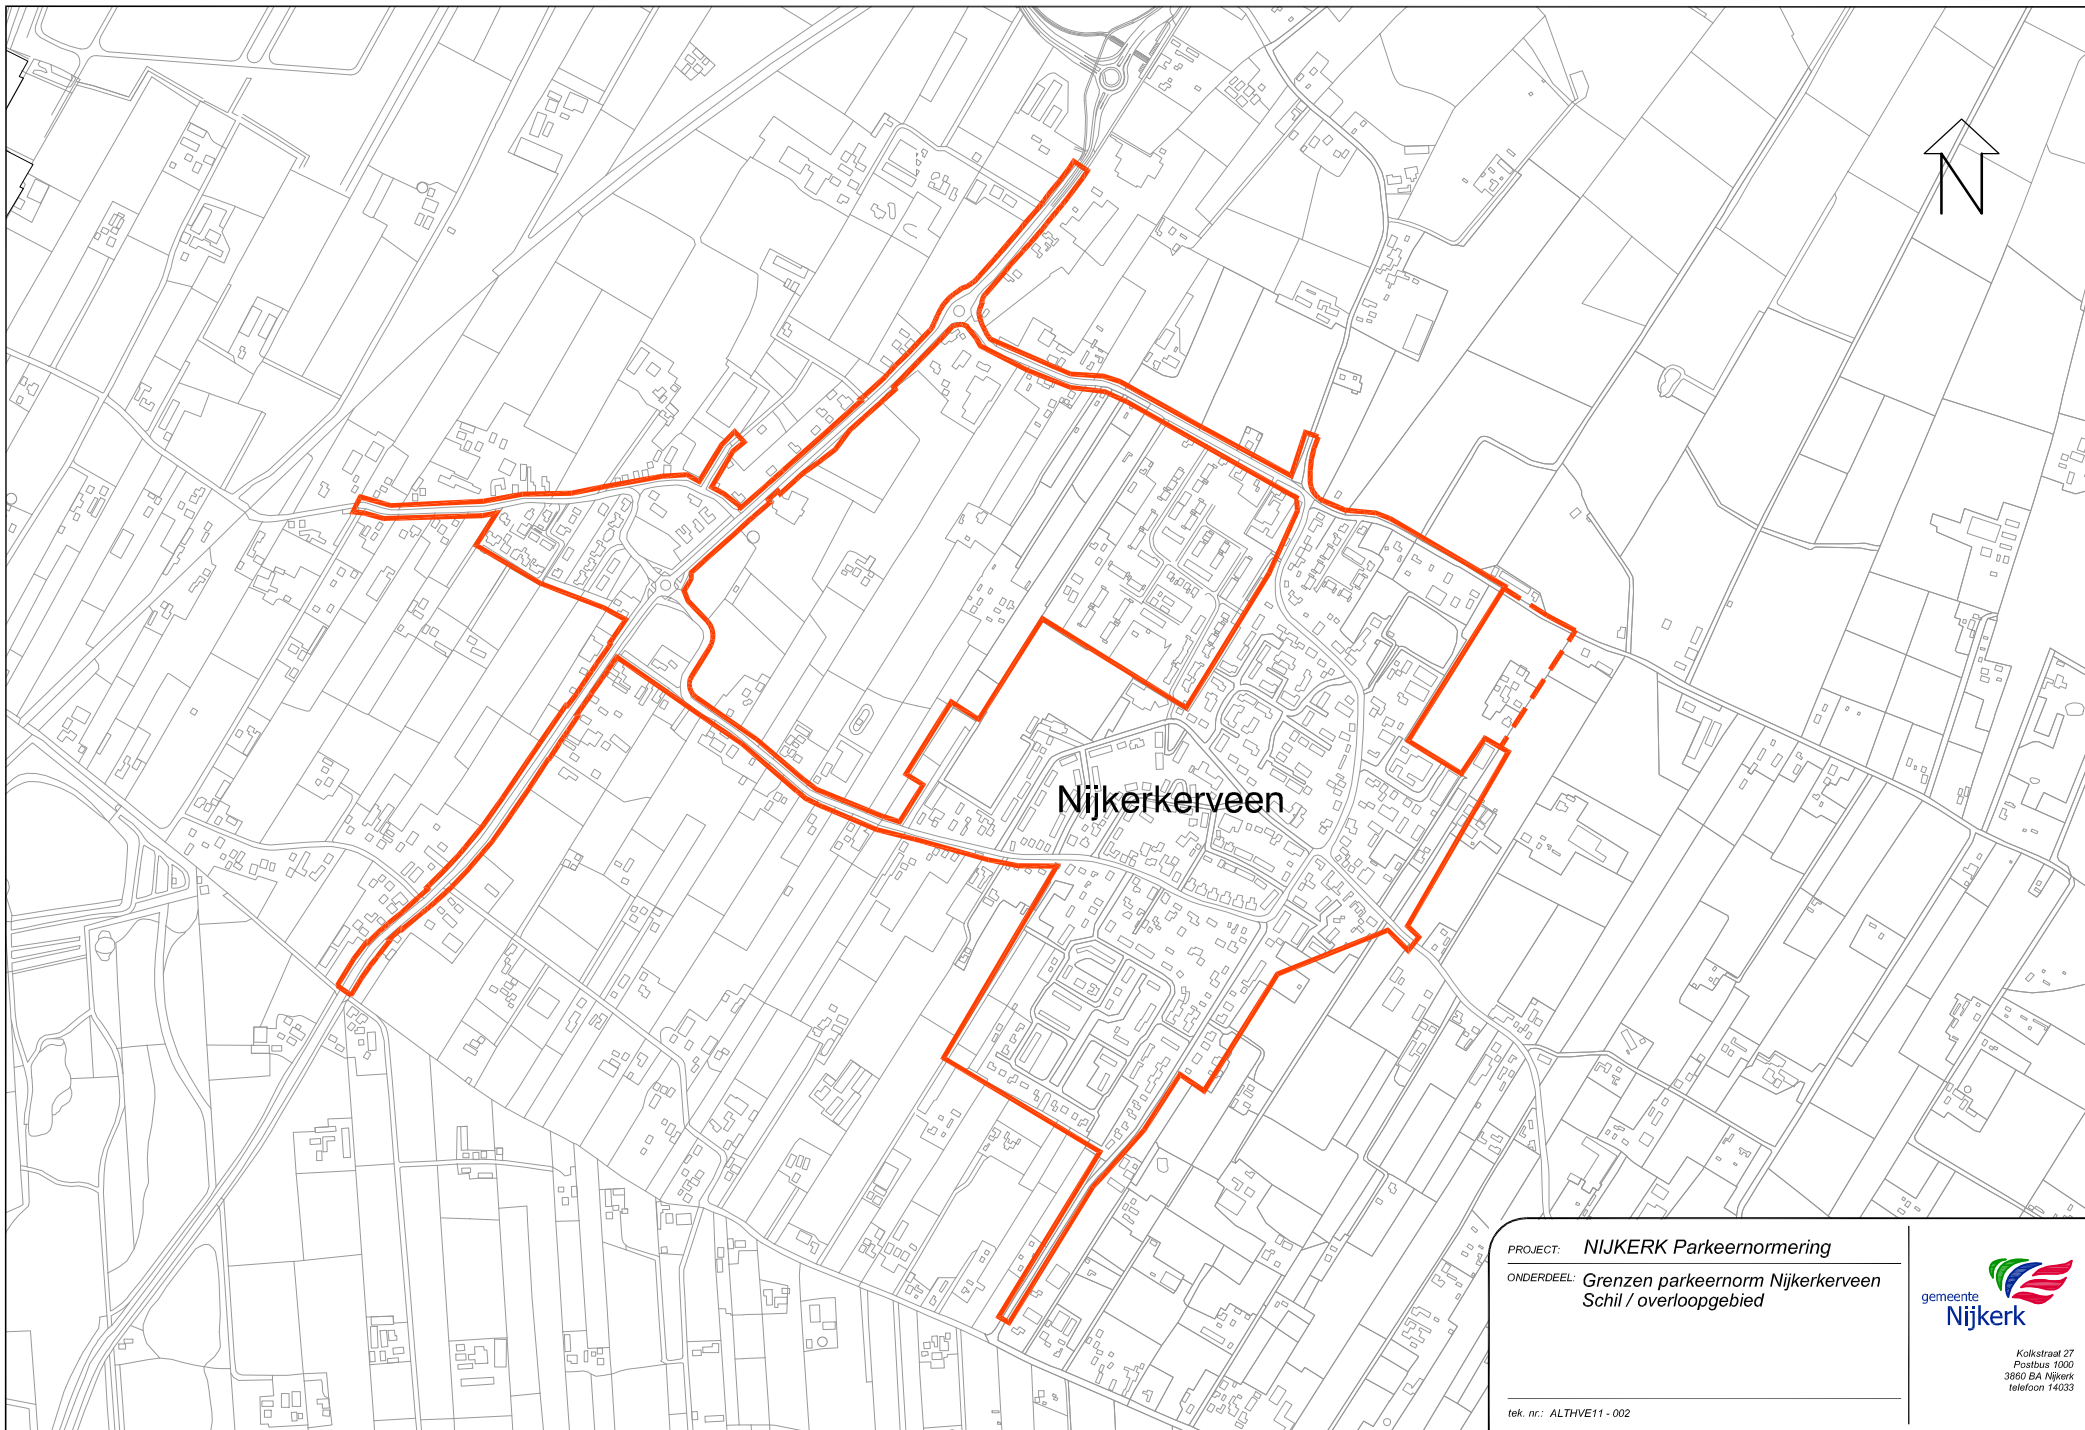 N
Nijkerkerveen
PROJECT: NIJKERK Parkeernormering
ONDERDEEL: Grenzen parkeernorm Nijkerkerveen
Schil / overloopgebied
tek. nr.: ALTHVE11 - 002
gemeente
Nijkerk
Kolkstraat 27
Postbus 1000
3860 BA Nijkerk
telefoon 14033